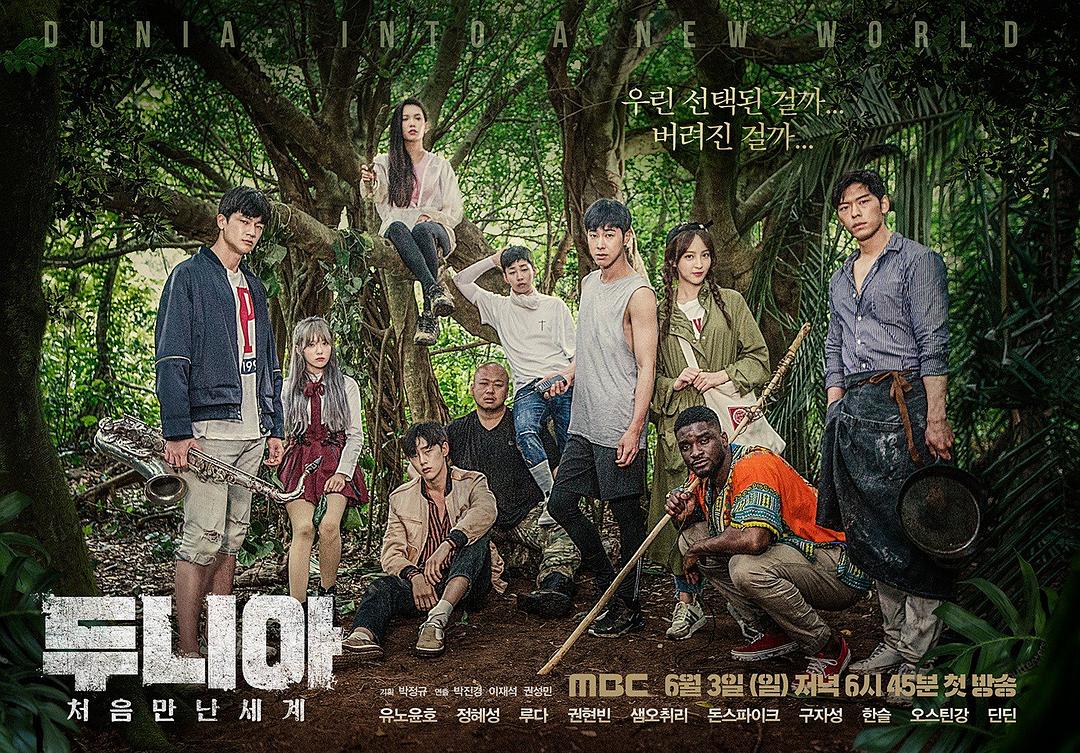 DUNIA: INTO A NEW WORLD
우린 선택된 걸까...
버려진 걸까...
두니아
처음만난세계
기획 박정규 연출 박진경 이재석 권성민 MBC 6월 3일 (일) 저녁 6시 45분 첫 방송
유노윤호 정혜성 루다 권현빈 샘오취리 돈스파이크 구자성 한슬 오스틴강 딘딘